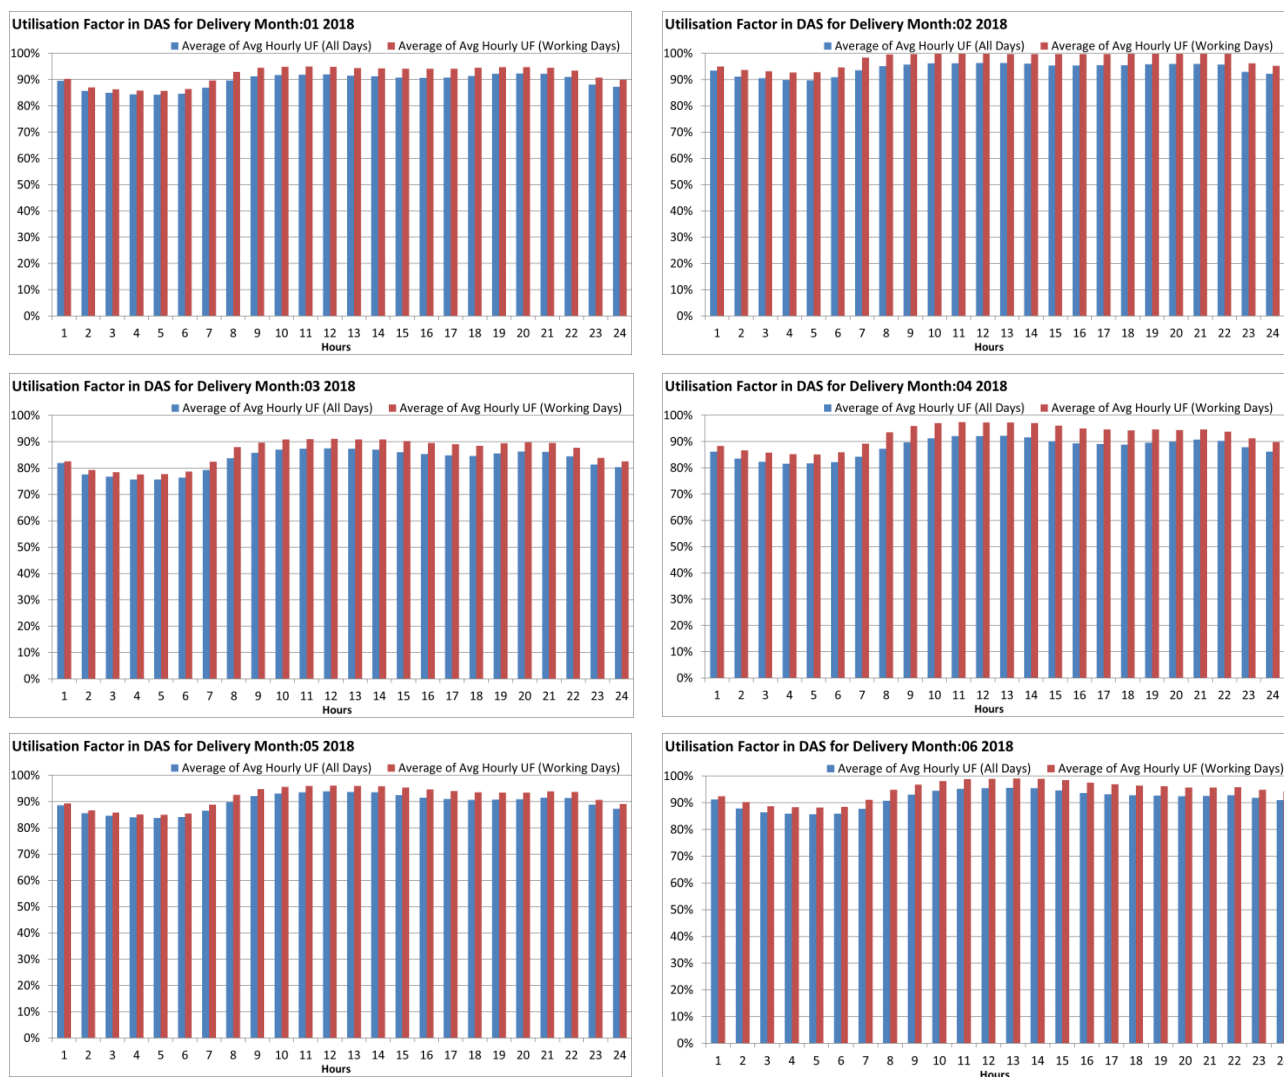 Utilisation Factor in DAS for Delivery Month:01 2018
Average of Avg Hourly UF (All Days) Average of Avg Hourly UF (Working Days)
100%
90%
80%
70%
60%
50%
40%
30%
20%
10%
0%
1 2 3 4 5 6 7 8 9 10 11 12 13 14 15 16 17 18 19 20 21 22 23 24
Hours
Utilisation Factor in DAS for Delivery Month:02 2018
Average of Avg Hourly UF (All Days) Average of Avg Hourly UF (Working Days)
100%
90%
80%
70%
60%
50%
40%
30%
20%
10%
0%
1 2 3 4 5 6 7 8 9 10 11 12 13 14 15 16 17 18 19 20 21 22 23 24
Hours
Utilisation Factor in DAS for Delivery Month:03 2018
Average of Avg Hourly UF (All Days) Average of Avg Hourly UF (Working Days)
100%
90%
80%
70%
60%
50%
40%
30%
20%
10%
0%
1 2 3 4 5 6 7 8 9 10 11 12 13 14 15 16 17 18 19 20 21 22 23 24
Hours
Utilisation Factor in DAS for Delivery Month:04 2018
Average of Avg Hourly UF (All Days) Average of Avg Hourly UF (Working Days)
100%
90%
80%
70%
60%
50%
40%
30%
20%
10%
0%
1 2 3 4 5 6 7 8 9 10 11 12 13 14 15 16 17 18 19 20 21 22 23 24
Hours
Utilisation Factor in DAS for Delivery Month:05 2018
Average of Avg Hourly UF (All Days) Average of Avg Hourly UF (Working Days)
100%
90%
80%
70%
60%
50%
40%
30%
20%
10%
0%
1 2 3 4 5 6 7 8 9 10 11 12 13 14 15 16 17 18 19 20 21 22 23 24
Hours
Utilisation Factor in DAS for Delivery Month:06 2018
Average of Avg Hourly UF (All Days) Average of Avg Hourly UF (Working Days)
100%
90%
80%
70%
60%
50%
40%
30%
20%
10%
0%
1 2 3 4 5 6 7 8 9 10 11 12 13 14 15 16 17 18 19 20 21 22 23 2
Hours